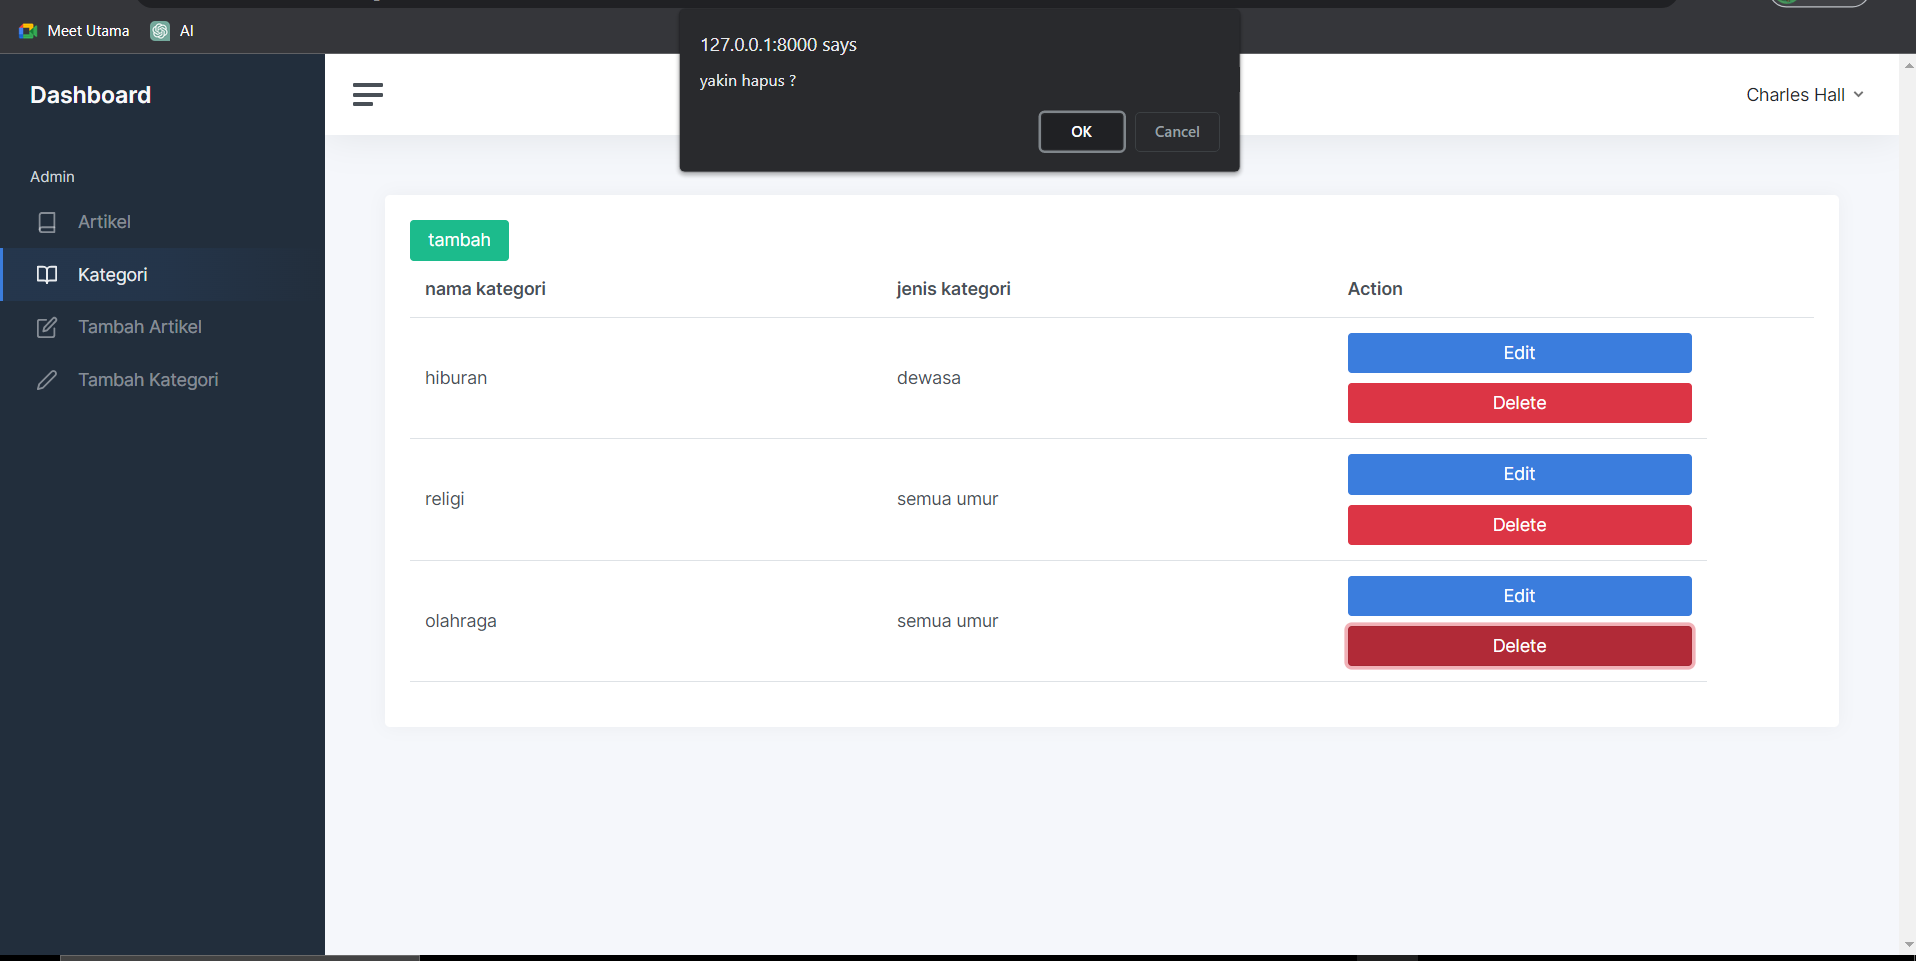 Meet Utama
AI
127.0.0.1:8000 says
yakin hapus ?
OK
Cancel
Dashboard
Charles Hall
Admin
Artikel
Kategori
Tambah Artikel
Tambah Kategori
tambah
nama kategori
jenis kategori
Action
hiburan
dewasa
Edit
Delete
religi
semua umur
Edit
Delete
olahraga
semua umur
Edit
Delete